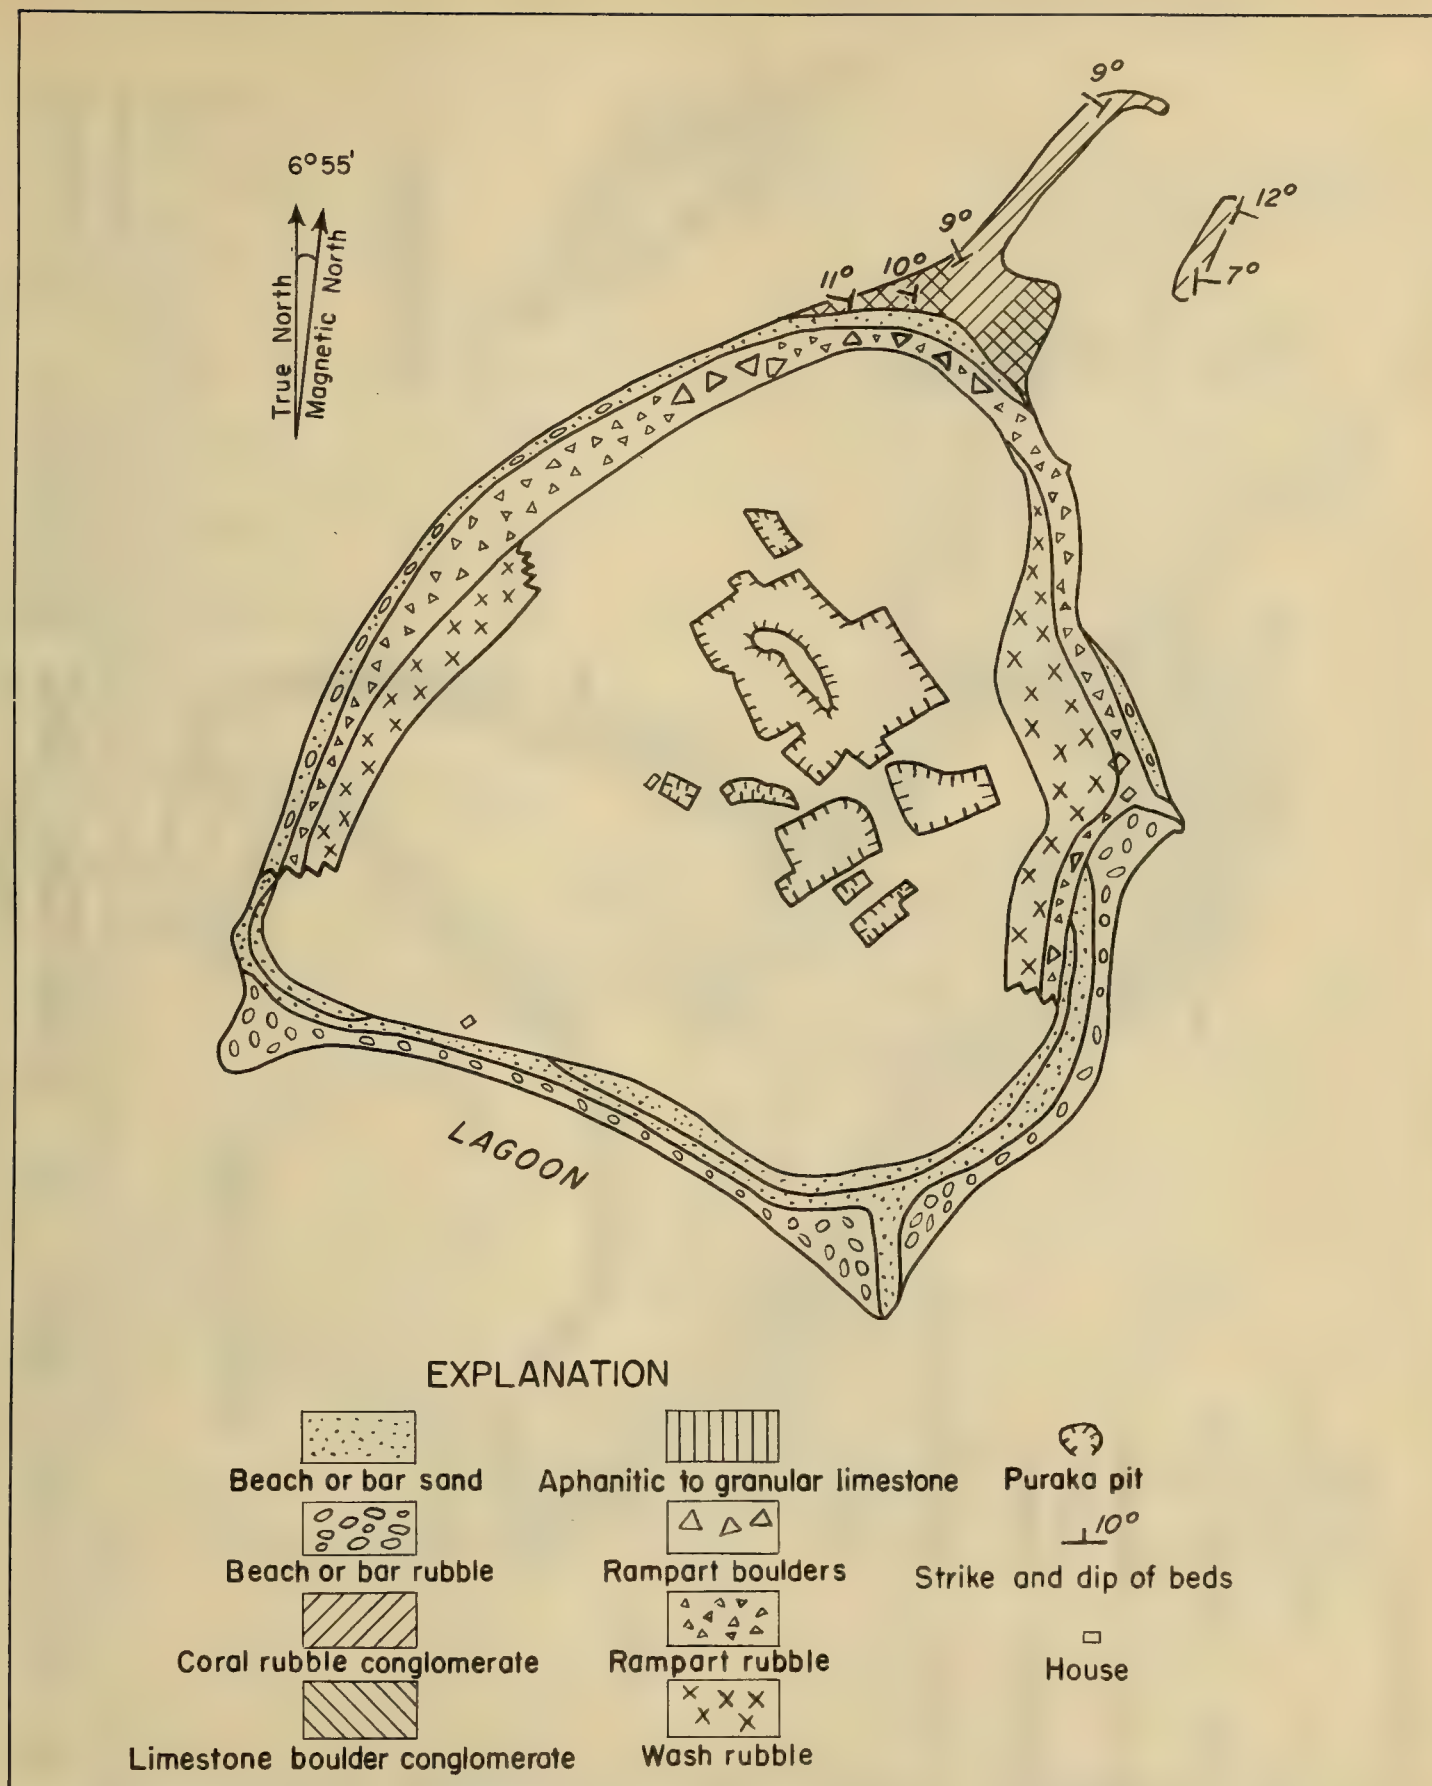 9°
6°55'
12°
9°
10°
11°
7°
True North
Magnetic North
LAGOON
EXPLANATION
Beach or bar sand
Aphanitic to granular limestone
Puraka pit
10°
Beach or bar rubble
Rampart boulders
Strike and dip of beds
Coral rubble conglomerate
Rampart rubble
House
Limestone boulder conglomerate
Wash rubble